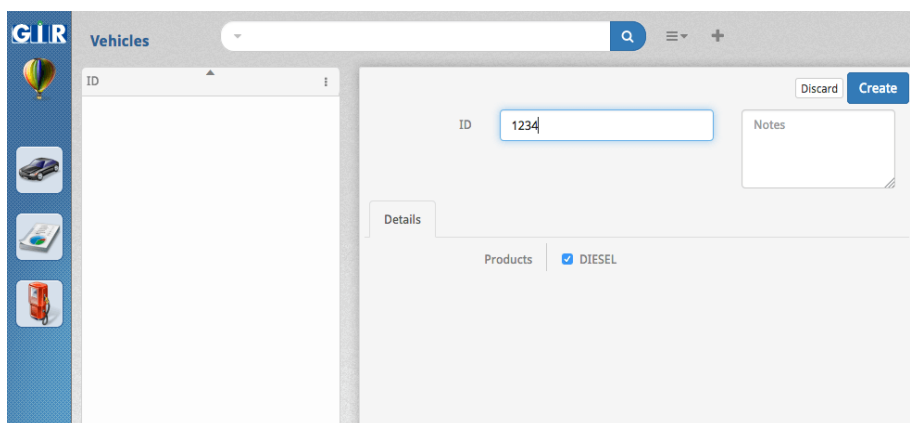 GIR
Vehicles
ID
Discard
Create
ID
1234
Notes
Details
Products
DIESEL